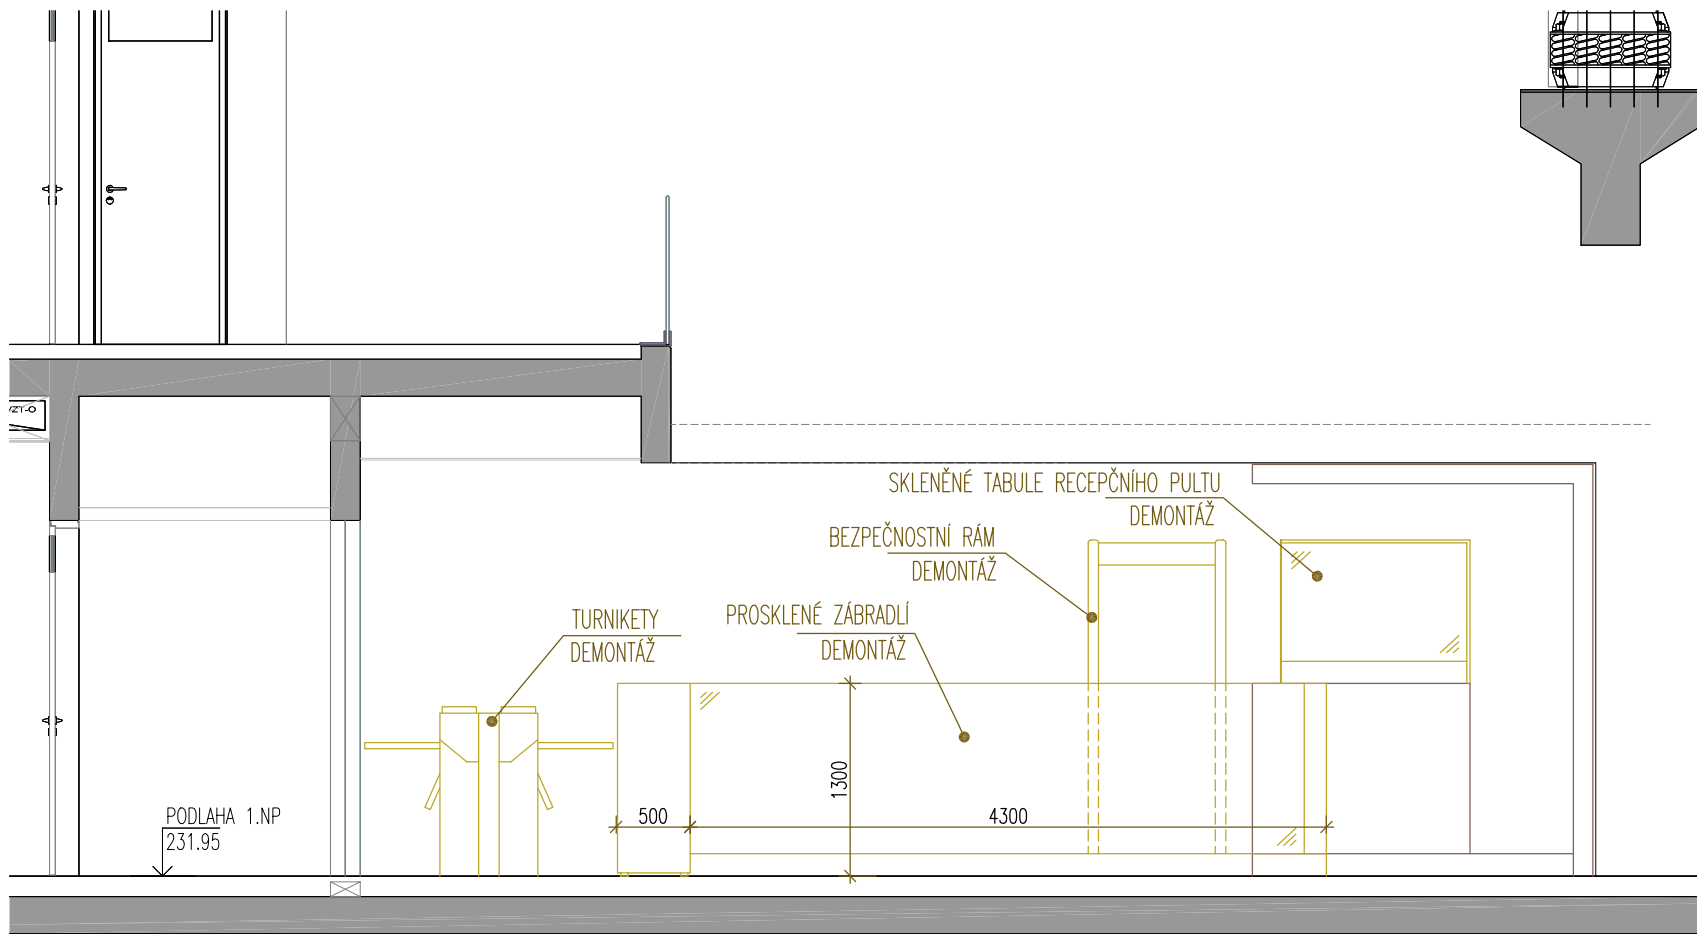 SKLENĚNÉ TABULE RECEPČNÍHO PULTU
DEMONTÁŽ
BEZPEČNOSTNÍ RÁM
DEMONTÁŽ
TURNIKETY
DEMONTÁŽ
PROSKLENÉ ZÁBRADLÍ
DEMONTÁŽ
1300
500
4300
PODLAHA 1.NP
231.95